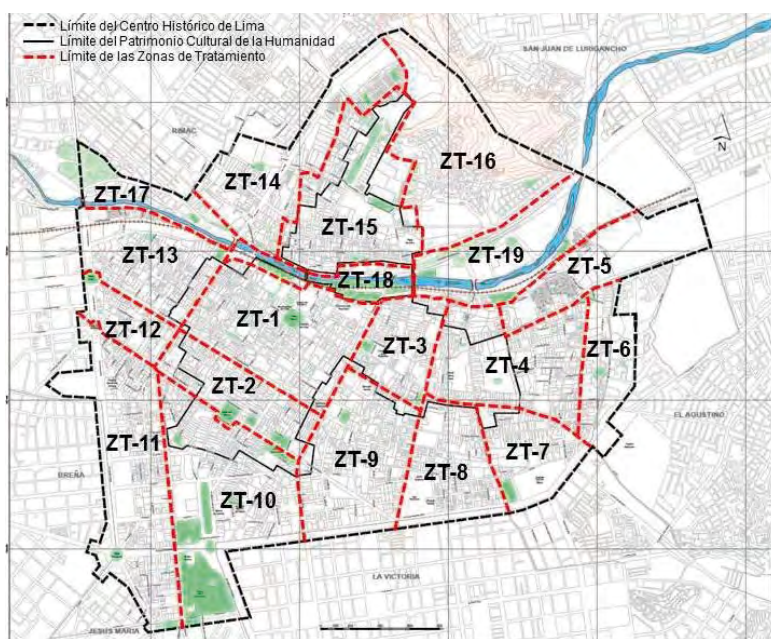 Límite del Centro Histórico de Lima
Límite del Patrimonio Cultural de la Humanidad
Límite de las Zonas de Tratamiento
SAN JUAN DE LURIGANCHO
RIMAC
N
ZT-16
ZT-14
ZT-17
ZT-15
ZT-13
ZT-19
ZT-5
ZT-18
ZT-1
ZT-12
ZT-3
ZT-4
ZT-6
ZT-2
ZT-11
ZT-9
ZT-8
ZT-7
EL AGUSTINO
BREÑA
ZT-10
LA VICTORIA
JESUS MARIA